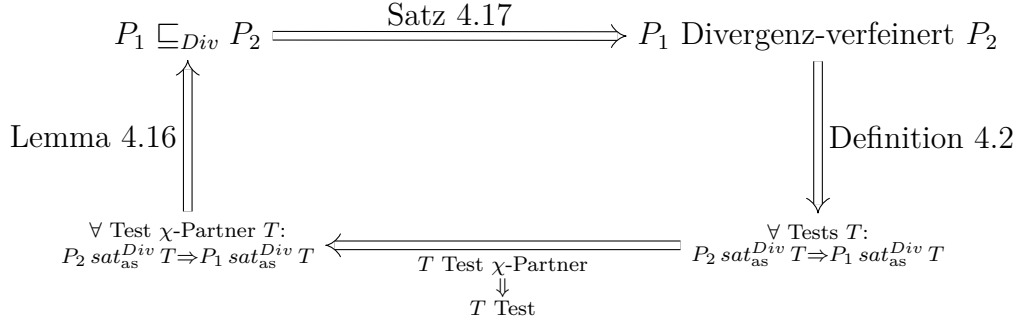 Satz 4.17
P₁ ⊑_Div P₂
P₁ Divergenz-verfeinert P₂
Lemma 4.16
Definition 4.2
∀ Test χ-Partner T:
P₂ sat_as^Div T⇒P₁ sat_as^Div T
∀ Tests T:
P₂ sat_as^Div T⇒P₁ sat_as^Div T
T Test χ-Partner
⇓
T Test